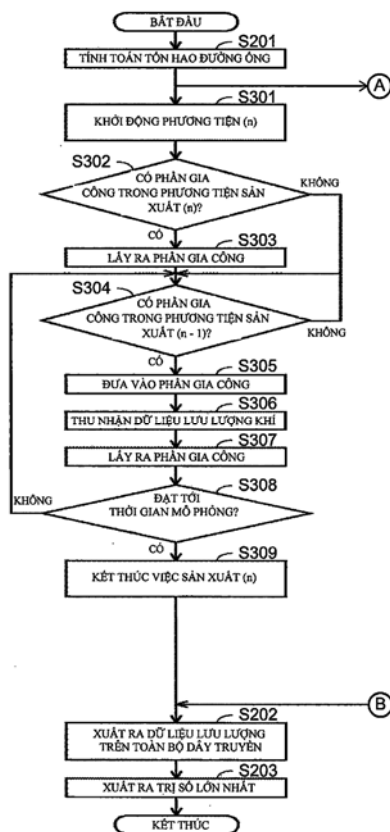 BẮT ĐẦU
S201
TÍNH TOÁN TỔN HAO ĐƯỜNG ỐNG
A
S301
KHỞI ĐỘNG PHƯƠNG TIỆN (n)
S302
CÓ PHẦN GIA
CÔNG TRONG PHƯƠNG TIỆN SẢN
XUẤT (n)?
KHÔNG
CÓ
S303
LẤY RA PHẦN GIA CÔNG
S304
CÓ PHẦN GIA
CÔNG TRONG PHƯƠNG TIỆN SẢN
XUẤT (n - 1)?
KHÔNG
CÓ
S305
ĐƯA VÀO PHẦN GIA CÔNG
S306
THU NHẬN DỮ LIỆU LƯU LƯỢNG KHÍ
S307
LẤY RA PHẦN GIA CÔNG
S308
KHÔNG
ĐẠT TỚI
THỜI GIAN MÔ PHỎNG?
CÓ
S309
KẾT THÚC VIỆC SẢN XUẤT (n)
B
S202
XUẤT RA DỮ LIỆU LƯU LƯỢNG
TRÊN TOÀN BỘ DÂY TRUYỀN
S203
XUẤT RA TRỊ SỐ LỚN NHẤT
KẾT THÚC